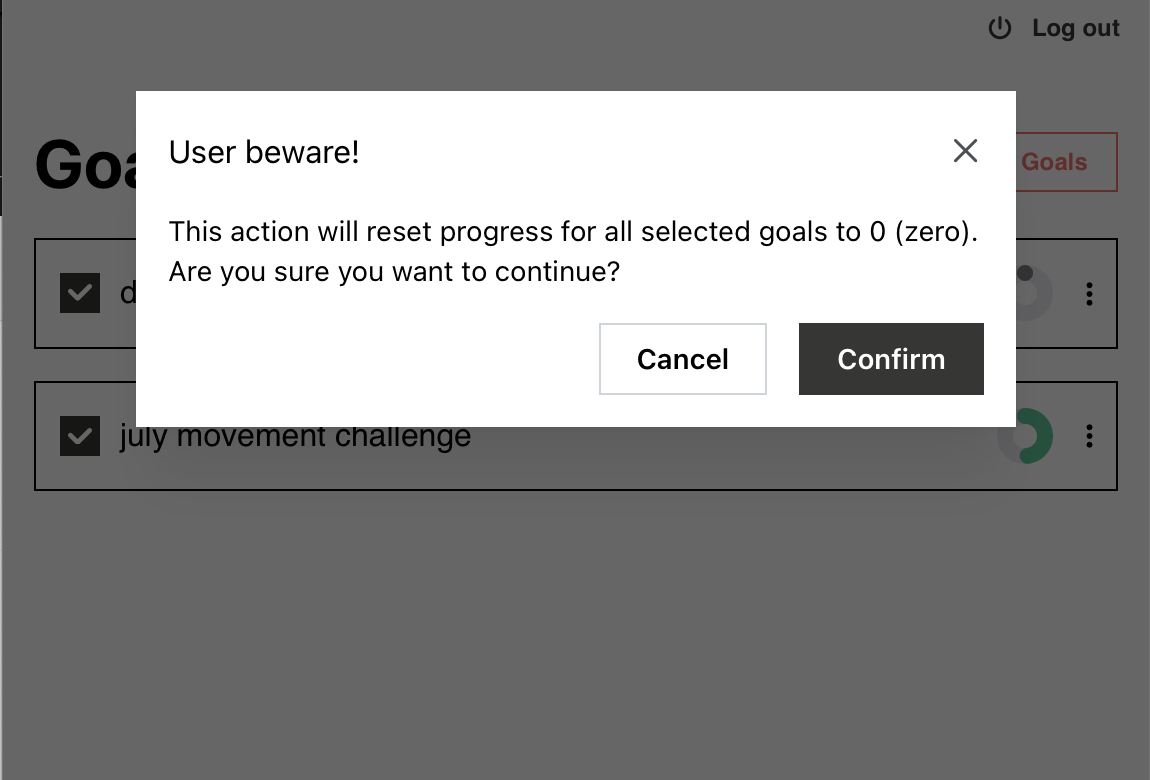 Log out
User beware!
Goals
This action will reset progress for all selected goals to 0 (zero).
Are you sure you want to continue?
Cancel
Confirm
july movement challenge